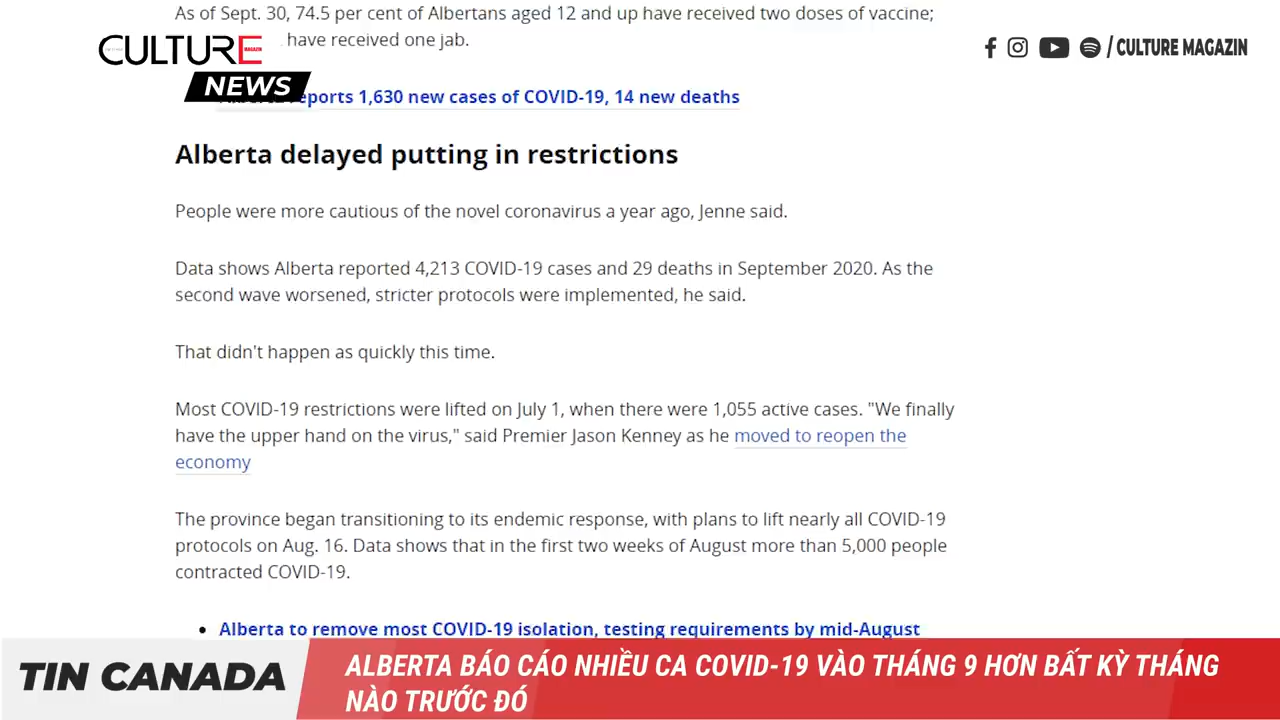 As of Sept. 30, 74.5 per cent of Albertans aged 12 and up have received two doses of vaccine;
have received one jab.
CULTURE
MAGAZIN
NEWS
/ CULTURE MAGAZIN
reports 1,630 new cases of COVID-19, 14 new deaths
Alberta delayed putting in restrictions
People were more cautious of the novel coronavirus a year ago, Jenne said.
Data shows Alberta reported 4,213 COVID-19 cases and 29 deaths in September 2020. As the
second wave worsened, stricter protocols were implemented, he said.
That didn't happen as quickly this time.
Most COVID-19 restrictions were lifted on July 1, when there were 1,055 active cases. "We finally
have the upper hand on the virus," said Premier Jason Kenney as he moved to reopen the
economy
The province began transitioning to its endemic response, with plans to lift nearly all COVID-19
protocols on Aug. 16. Data shows that in the first two weeks of August more than 5,000 people
contracted COVID-19.
• Alberta to remove most COVID-19 isolation, testing requirements by mid-August
TIN CANADA
ALBERTA BÁO CÁO NHIỀU CA COVID-19 VÀO THÁNG 9 HƠN BẤT KỲ THÁNG
NÀO TRƯỚC ĐÓ